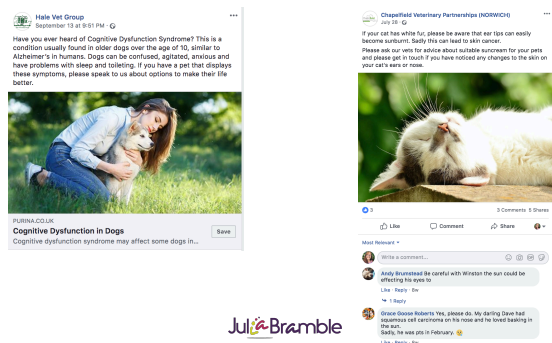 Hale Vet Group
September 13 at 9:51 PM ·
Have you ever heard of Cognitive Dysfunction Syndrome? This is a
condition usually found in older dogs over the age of 10, similar to
Alzheimer's in humans. Dogs can be confused, agitated, anxious and
have problems with sleep and toileting. If you have a pet that displays
these symptoms, please speak to us about options to make their life
better.
PURINA.CO.UK
Cognitive Dysfunction in Dogs
Cognitive dysfunction syndrome may affect some dogs in...
Save
Chapelfield Veterinary Partnerships (NORWICH)
July 28 ·
If your cat has white fur, please be aware that ear tips can easily
become sunburnt. Sadly this can lead to skin cancer.
Please ask our vets for advice about suitable suncream for your pets
and please get in touch if you have noticed any changes to the skin on
your cat's ears or nose.
3
3 Comments 5 Shares
Like Comment Share
Most Relevant
Write a comment...
Andy Brumstead Be careful with Winston the sun could be
affecting his eyes to
Like · Reply · 8w
1 Reply
Grace Goose Roberts Yes, please do. My darling Dave had
squamous cell carcinoma on his nose and he loved basking in
the sun.
Sadly, he was pts in February.
Like · Reply · 8w
Julia Bramble